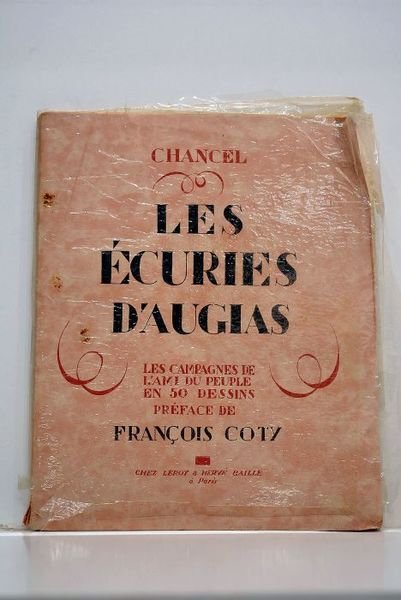 CHANCEL
LES
ÉCURIES
D'AUGIAS
LES CAMPAGNES DE
L'AMI DU PEUPLE
EN 50 DESSINS
PRÉFACE DE
FRANÇOIS COTY
CHEZ LEROY & HERVÉ BAILLE
à Paris